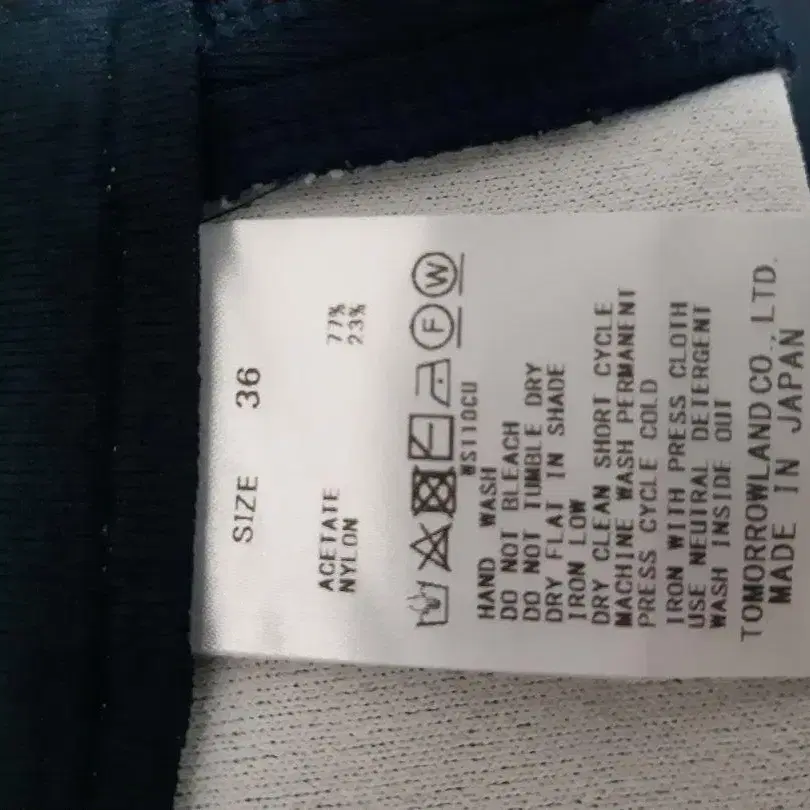 SIZE 36
ACETATE 77%
NYLON 23%
F W
WS110CU
HAND WASH
DO NOT BLEACH
DO NOT TUMBLE DRY
DRY FLAT IN SHADE
IRON LOW
DRY CLEAN SHORT CYCLE
MACHINE WASH PERMANENT
PRESS CYCLE COLD
IRON WITH PRESS CLOTH
USE NEUTRAL DETERGENT
WASH INSIDE OUT
TOMORROWLAND CO., LTD.
MADE IN JAPAN